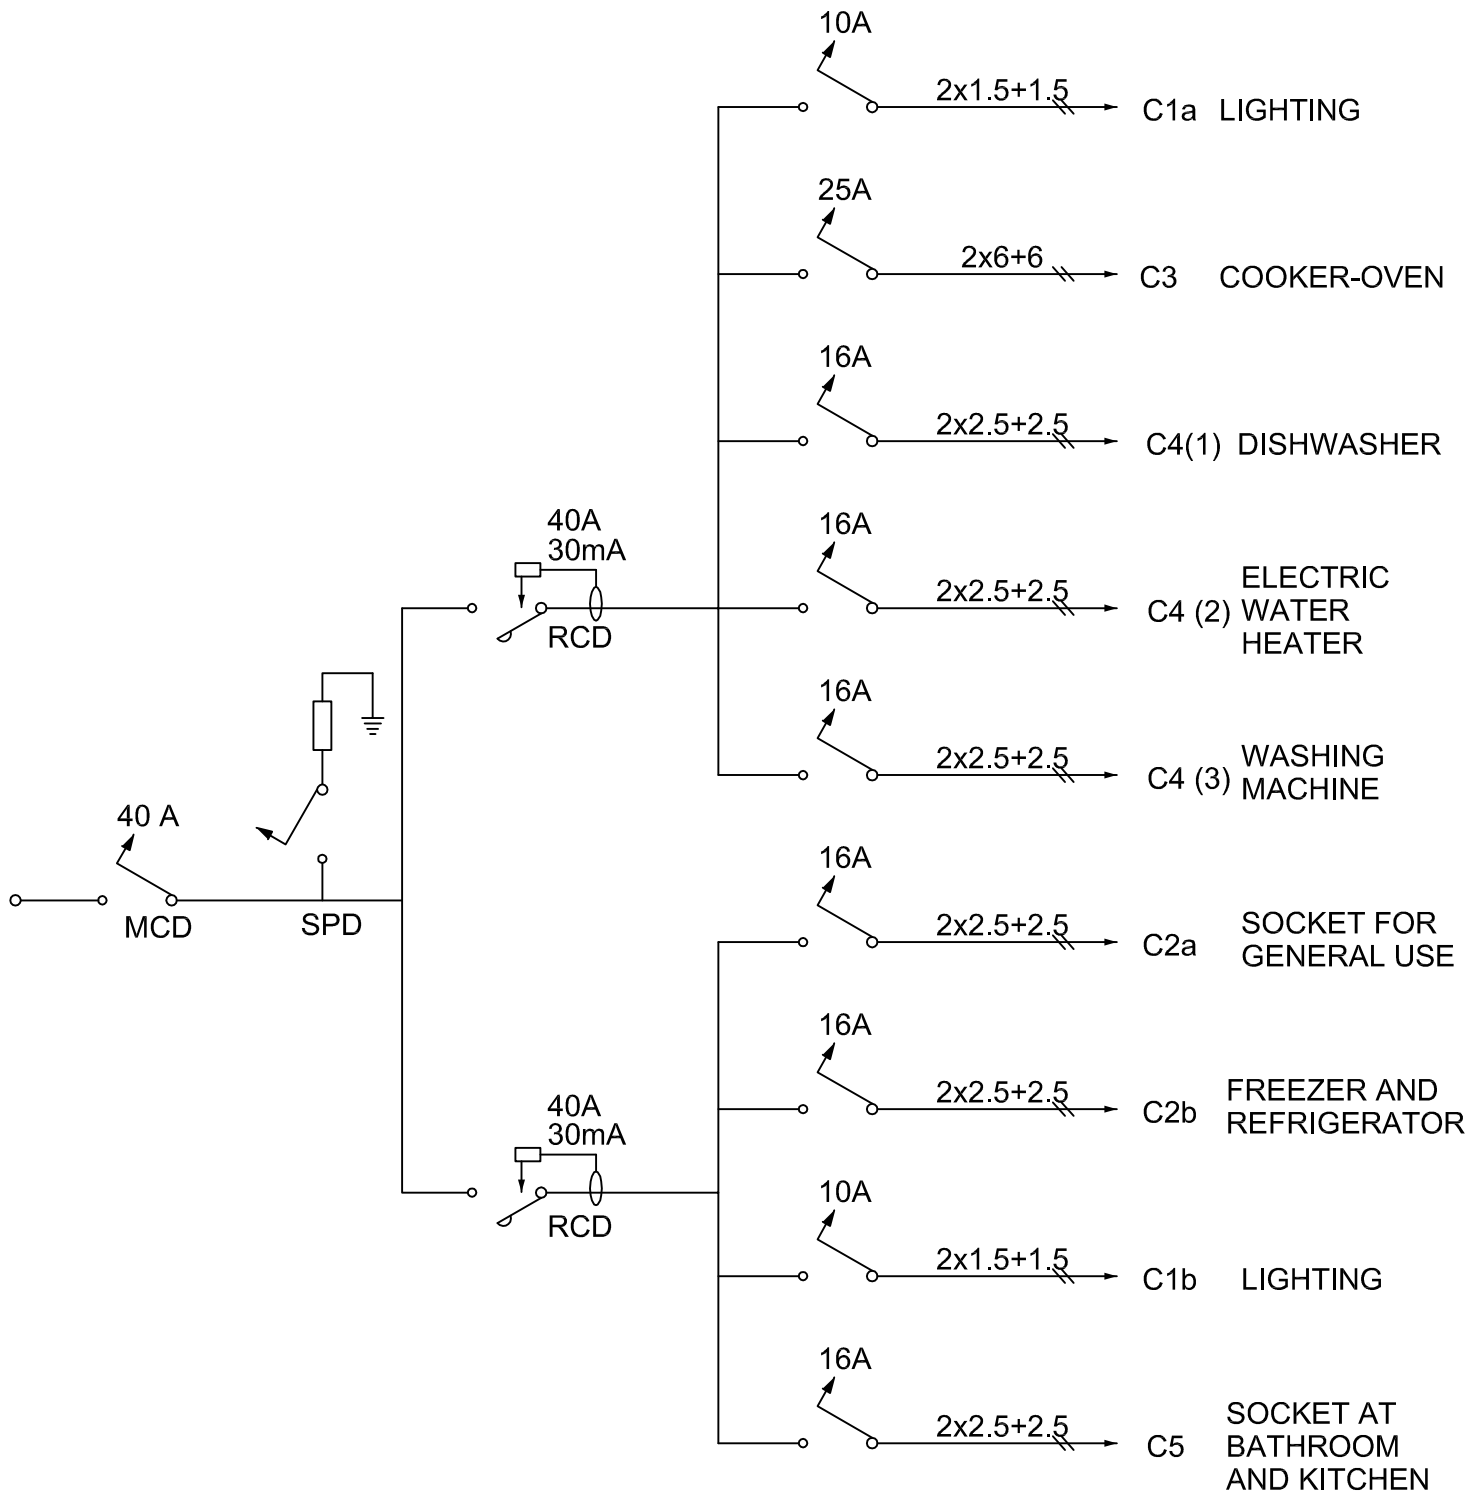 10A
2x1.5+1.5
C1a LIGHTING
25A
2x6+6
C3 COOKER-OVEN
16A
2x2.5+2.5
C4(1) DISHWASHER
40A
30mA
RCD
16A
2x2.5+2.5
C4 (2)
ELECTRIC
WATER
HEATER
16A
2x2.5+2.5
C4 (3)
WASHING
MACHINE
40 A
MCD
SPD
16A
2x2.5+2.5
C2a
SOCKET FOR
GENERAL USE
16A
2x2.5+2.5
C2b
FREEZER AND
REFRIGERATOR
40A
30mA
RCD
10A
2x1.5+1.5
C1b LIGHTING
16A
2x2.5+2.5
C5
SOCKET AT
BATHROOM
AND KITCHEN